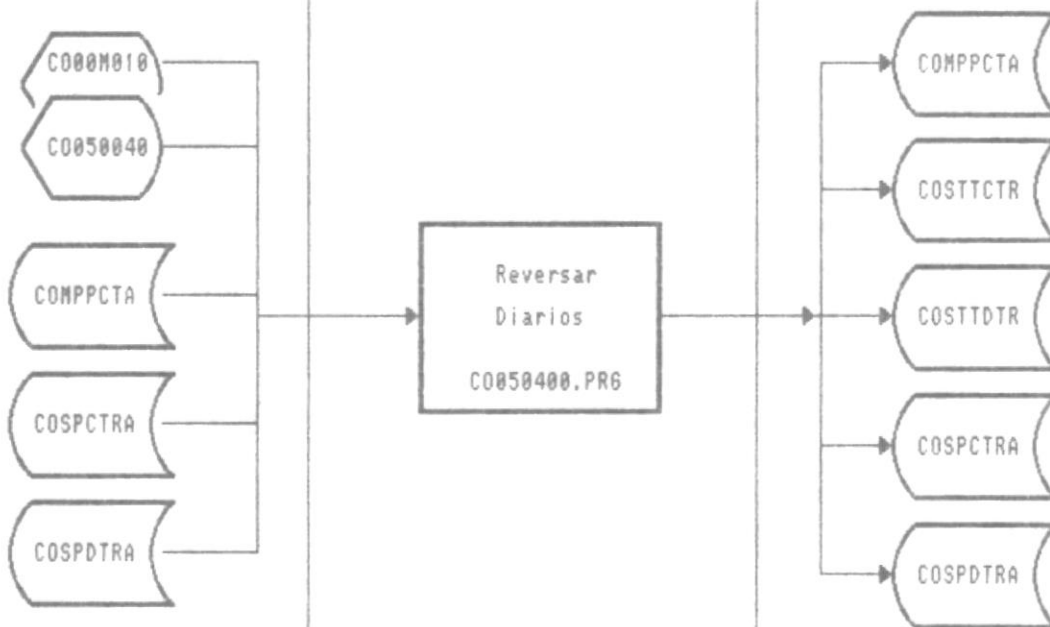 CO00M010
CO050040
COMPPCTA
COSPCTRA
COSPDTRA
Reversar
Diarios
CO050400.PRG
COMPPCTA
COSTTCTR
COSTTDTR
COSPCTRA
COSPDTRA